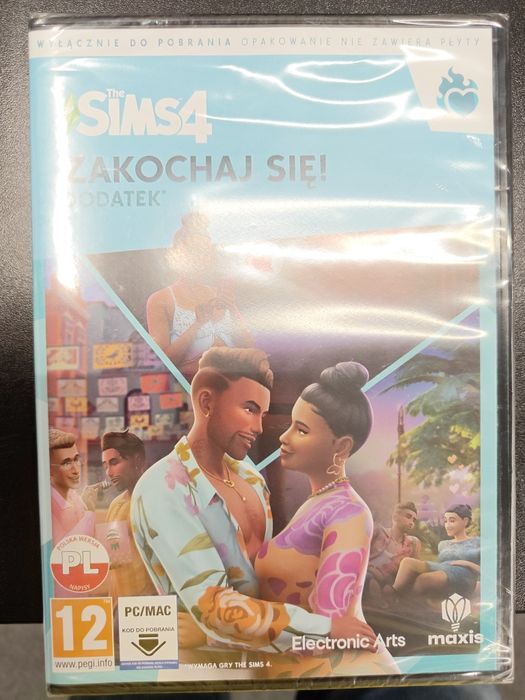 WYŁĄCZNIE DO POBRANIA OPAKOWANIE NIE ZAWIERA PŁYTY
The
SIMS4
ZAKOCHAJ SIĘ!
DODATEK*
POLSKA WERSJA
PL
NAPISY
12
www.pegi.info
PC/MAC
KOD DO POBRANIA
*WYMAGA GRY THE SIMS 4.
Electronic Arts
maxis